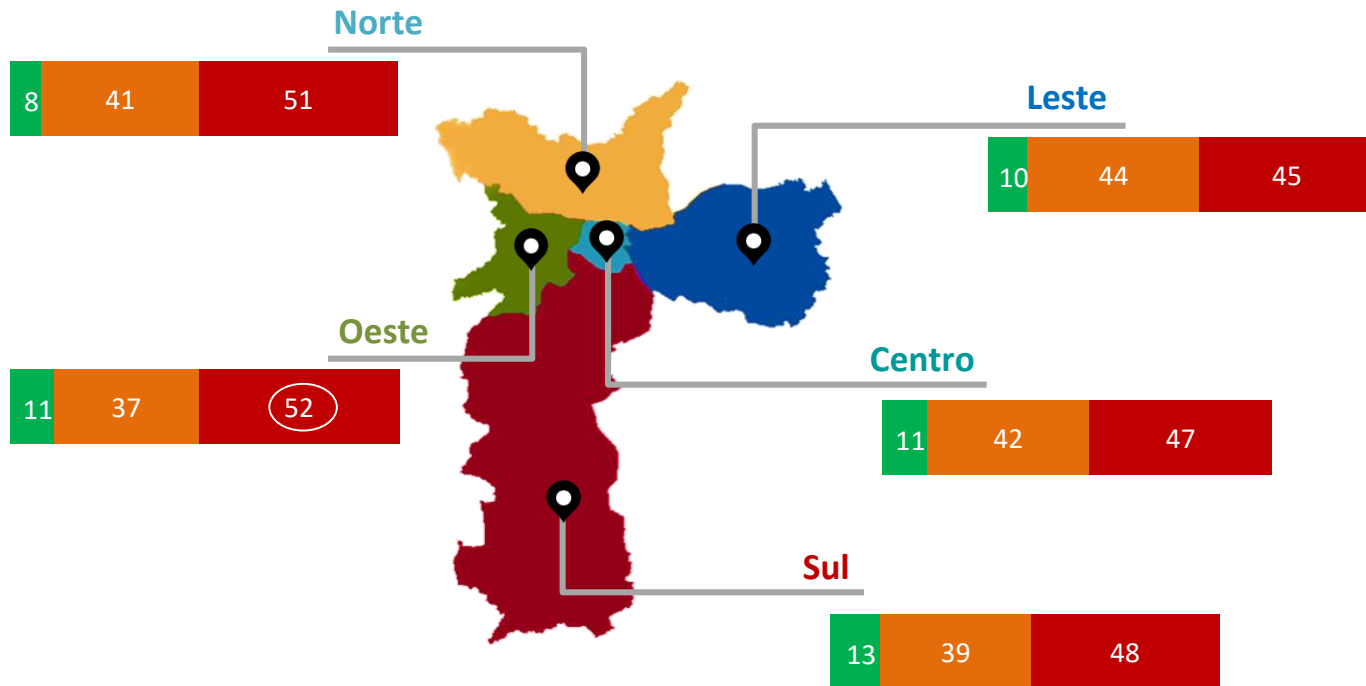 Norte
8 41 51
Leste
10 44 45
Oeste
11 37 52
Centro
11 42 47
Sul
13 39 48